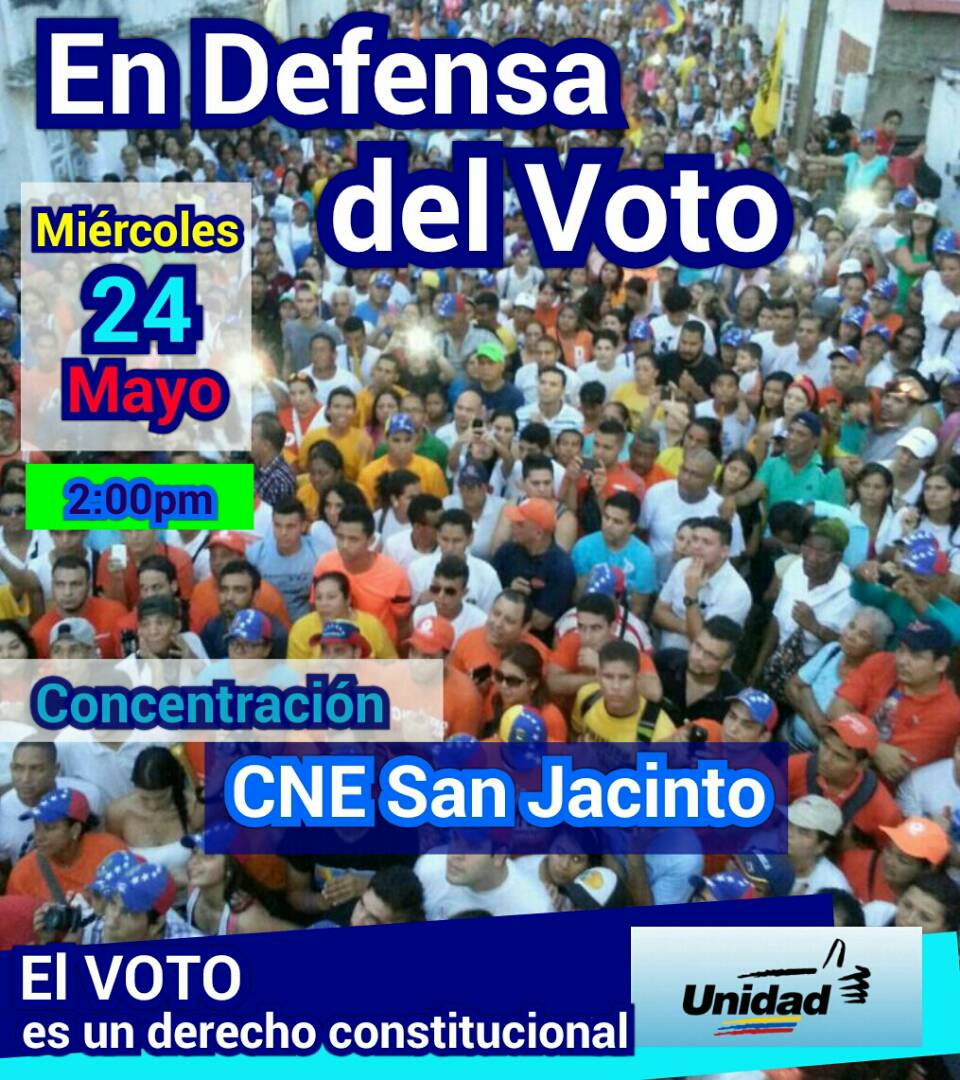 En Defensa
del Voto
Miércoles
24
Mayo
2:00pm
Concentración
CNE San Jacinto
El VOTO
es un derecho constitucional
Unidad